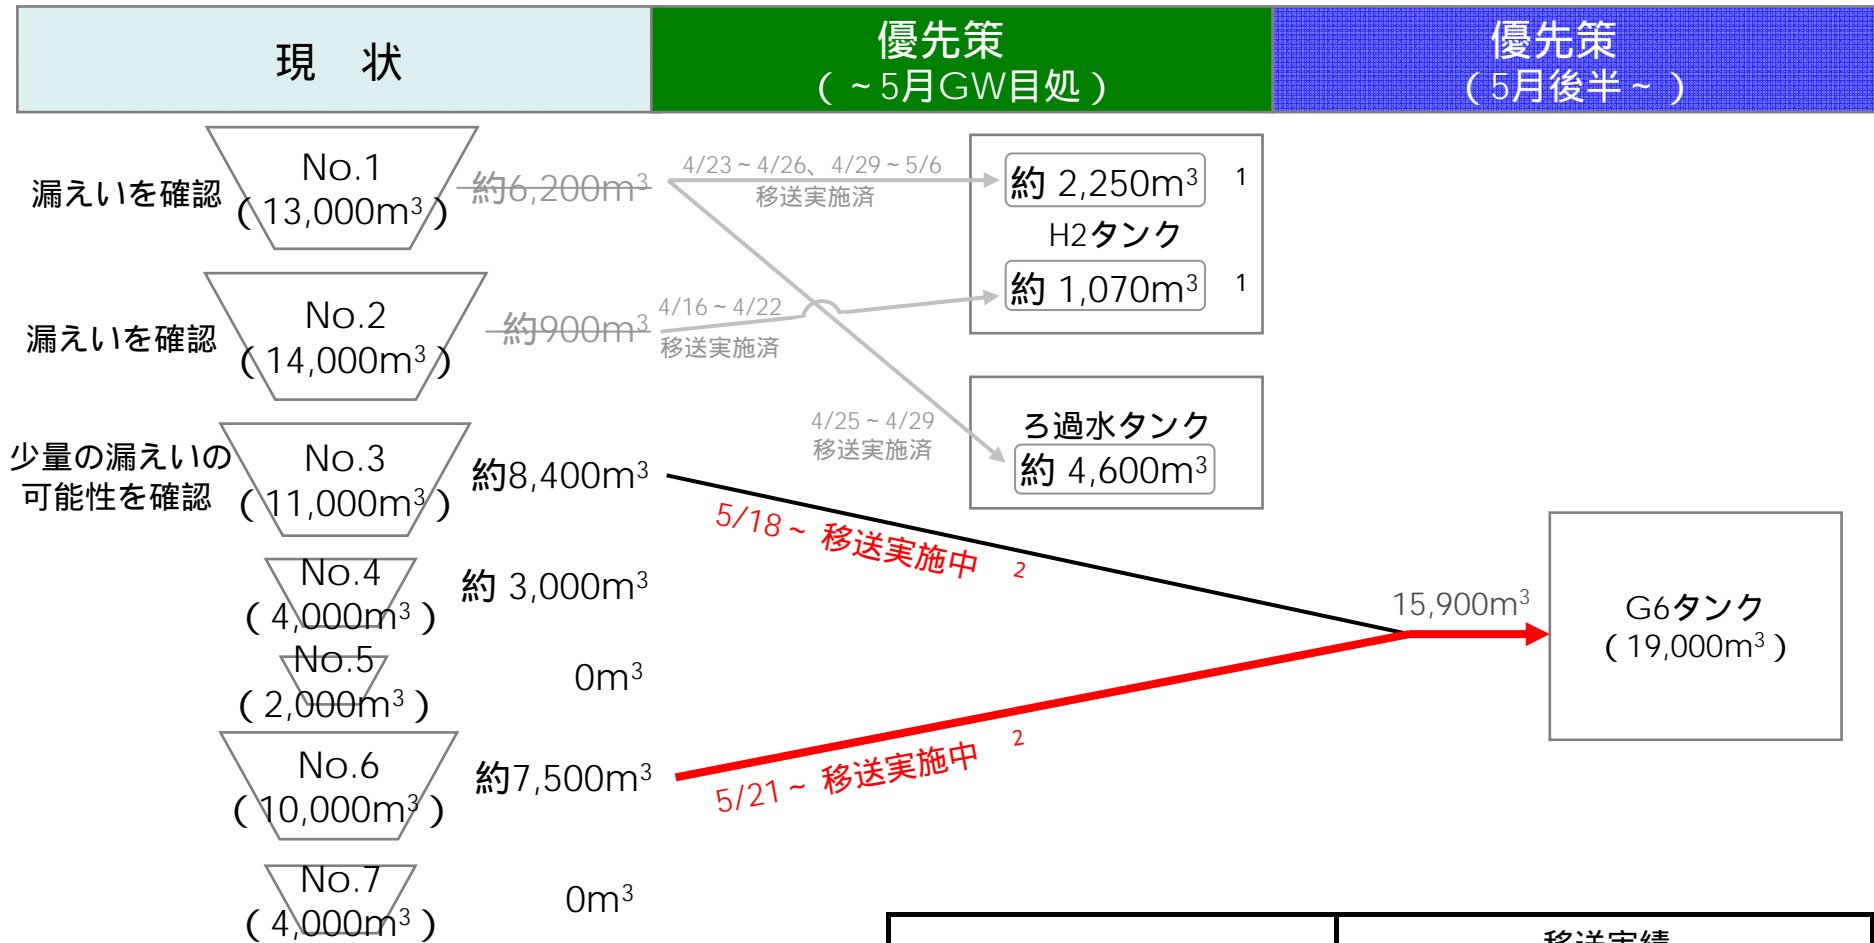 現 状
優先策
(~5月GW目処)
優先策
(5月後半~)
漏えいを確認
No.1
(13,000m³)
約6,200m³
4/23~4/26、4/29~5/6
移送実施済
約 2,250m³ 1
H2タンク
約 1,070m³ 1
漏えいを確認
No.2
(14,000m³)
約900m³
4/16~4/22
移送実施済
4/25~4/29
移送実施済
ろ過水タンク
約 4,600m³
少量の漏えいの
可能性を確認
No.3
(11,000m³)
約8,400m³
5/18~ 移送実施中 2
No.4
(4,000m³)
約 3,000m³
15,900m³
G6タンク
(19,000m³)
No.5
(2,000m³)
0m³
No.6
(10,000m³)
約7,500m³
5/21~ 移送実施中 2
No.7
(4,000m³)
0m³
移送実績